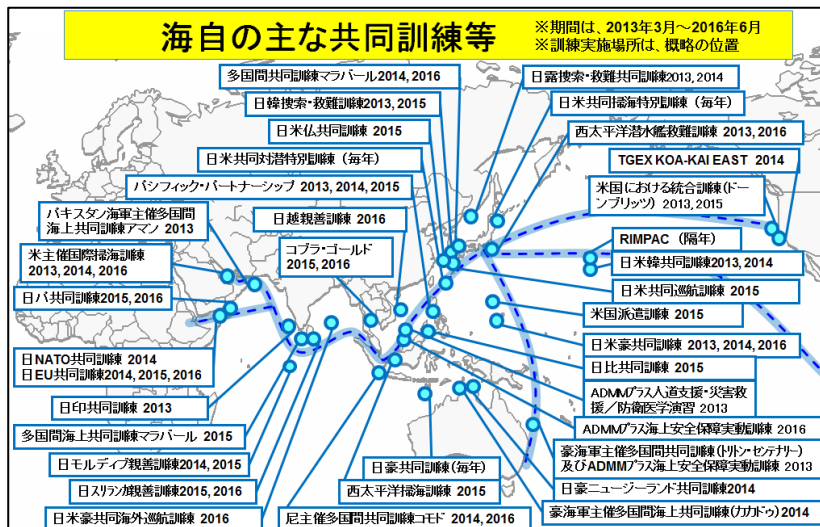 海自の主な共同訓練等
※期間は、2013年3月～2016年6月
※訓練実施場所は、概略の位置
多国間共同訓練マラバール2014, 2016
日露捜索・救難共同訓練2013, 2014
日韓捜索・救難訓練2013, 2015
日米共同掃海特別訓練（毎年）
日米仏共同訓練 2015
西太平洋潜水艦救難訓練 2013, 2016
日米共同対潜特別訓練（毎年）
TGEX KOA-KAI EAST 2014
パシフィック・パートナーシップ 2013, 2014, 2015
米国における統合訓練（ドー
ンブリッツ）2013, 2015
パキスタン海軍主催多国間
海上共同訓練アマン 2013
日越親善訓練 2016
米主催国際掃海訓練
2013, 2014, 2016
コブラ・ゴールド
2015, 2016
RIMPAC （隔年）
日米韓共同訓練2013, 2014
日パ共同訓練2015, 2016
日米共同巡航訓練 2015
米国派遣訓練 2015
日NATO共同訓練 2014
日EU共同訓練2014, 2015, 2016
日米豪共同訓練 2013, 2014, 2016
日比共同訓練 2015
日印共同訓練 2013
ADMMプラス人道支援・災害救
援／防衛医学演習 2013
多国間海上共同訓練マラバール 2015
ADMMプラス海上安全保障実動訓練 2016
日モルディブ親善訓練2014, 2015
日豪共同訓練（毎年）
豪海軍主催多国間共同訓練（トリトン・センテナリー）
及びADMMプラス海上安全保障実動訓練 2013
日スリランカ親善訓練2015, 2016
西太平洋掃海訓練 2015
日豪ニュージーランド共同訓練2014
日米豪共同海外巡航訓練 2016
尼主催多国間共同訓練コモド 2014, 2016
豪海軍主催多国間海上共同訓練（カカドゥ）2014